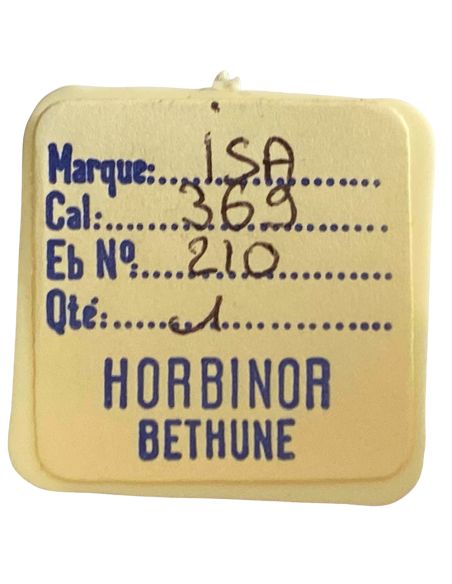 Marque: ISA
Cal: 369
Eb Nº: 210
Qté: 1
HORBINOR
BETHUNE